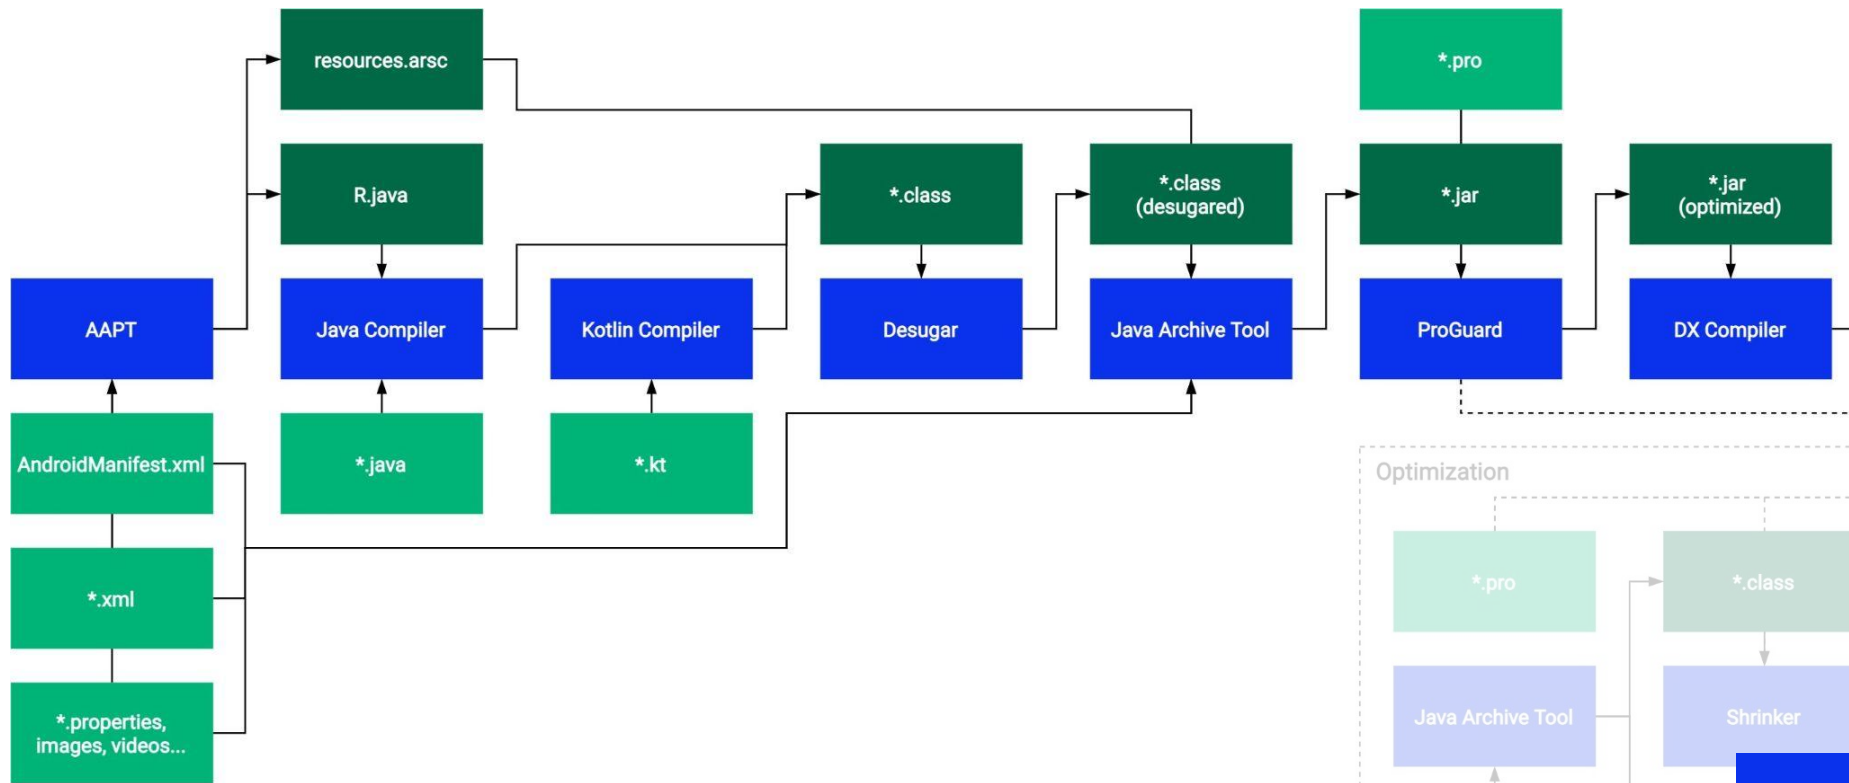 resources.arsc
*.pro
R.java
*.class
*.class
(desugared)
*.jar
*.jar
(optimized)
AAPT
Java Compiler
Kotlin Compiler
Desugar
Java Archive Tool
ProGuard
DX Compiler
AndroidManifest.xml
*.java
*.kt
Optimization
*.xml
*.pro
*.class
*.properties,
images, videos...
Java Archive Tool
Shrinker